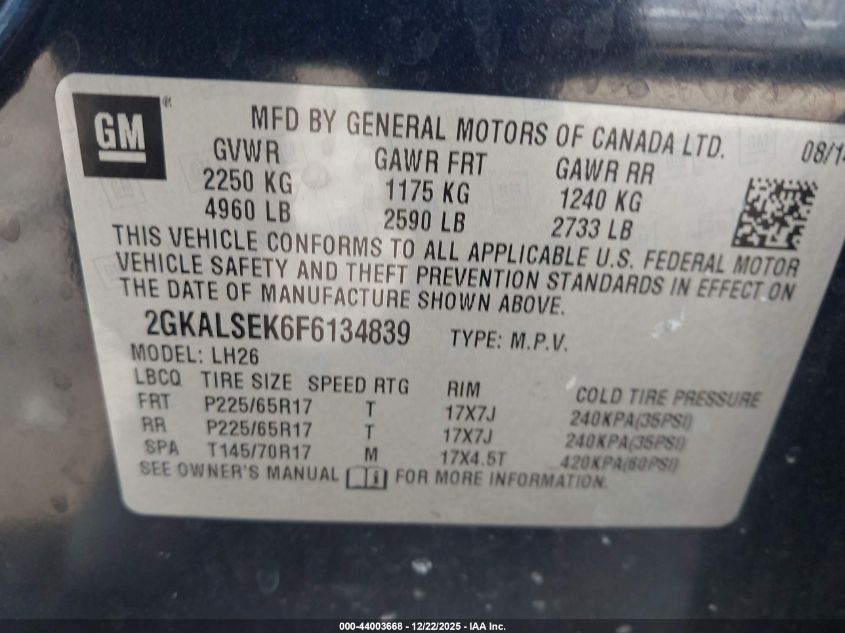 GM ®
MFD BY GENERAL MOTORS OF CANADA LTD.
08/14
GVWR GAWR FRT GAWR RR
2250 KG 1175 KG 1240 KG
4960 LB 2590 LB 2733 LB
THIS VEHICLE CONFORMS TO ALL APPLICABLE U.S. FEDERAL MOTOR
VEHICLE SAFETY AND THEFT PREVENTION STANDARDS IN EFFECT ON
THE DATE OF MANUFACTURE SHOWN ABOVE.
2GKALSEK6F6134839 TYPE: M.P.V.
MODEL: LH26
LBCQ TIRE SIZE SPEED RTG RIM COLD TIRE PRESSURE
FRT P225/65R17 T 17X7J 240KPA(35PSI)
RR P225/65R17 T 17X7J 240KPA(35PSI)
SPA T145/70R17 M 17X4.5T 420KPA(60PSI)
SEE OWNER'S MANUAL FOR MORE INFORMATION.
000-44003668 - 12/22/2025 - IAA Inc.